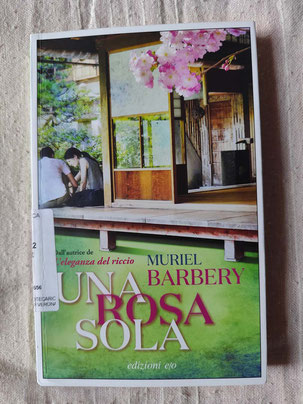 dall'autrice de
eleganza del riccio
MURIEL
BARBERY
UNA
ROSA
SOLA
edizioni e/o